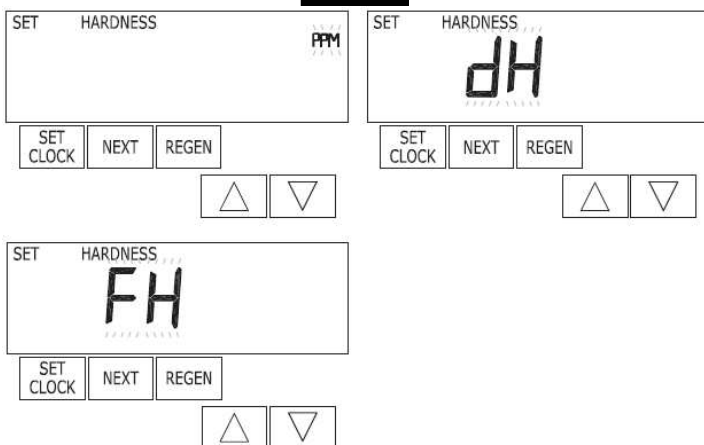 SET HARDNESS
PPM
SET CLOCK NEXT REGEN
SET HARDNESS
dH
SET CLOCK NEXT REGEN
SET HARDNESS
FH
SET CLOCK NEXT REGEN